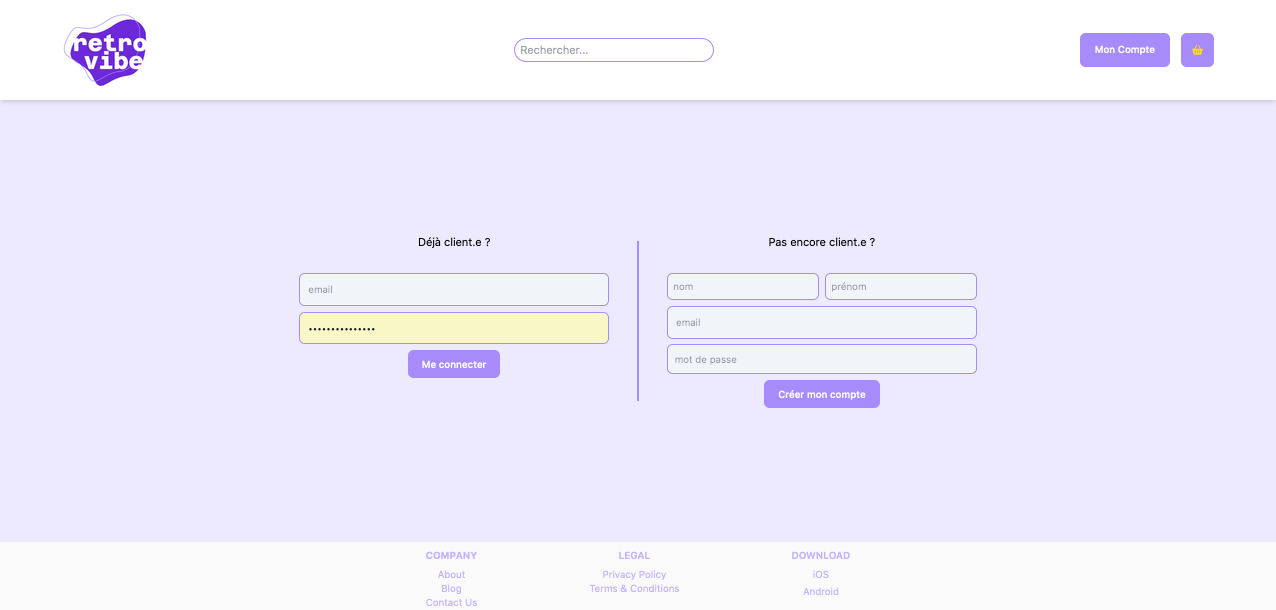 retro
vibe
Rechercher...
Mon Compte
Déjà client.e ?
email
•••••••••••••••
Me connecter
Pas encore client.e ?
nom
prénom
email
mot de passe
Créer mon compte
COMPANY
About
Blog
Contact Us
LEGAL
Privacy Policy
Terms & Conditions
DOWNLOAD
iOS
Android